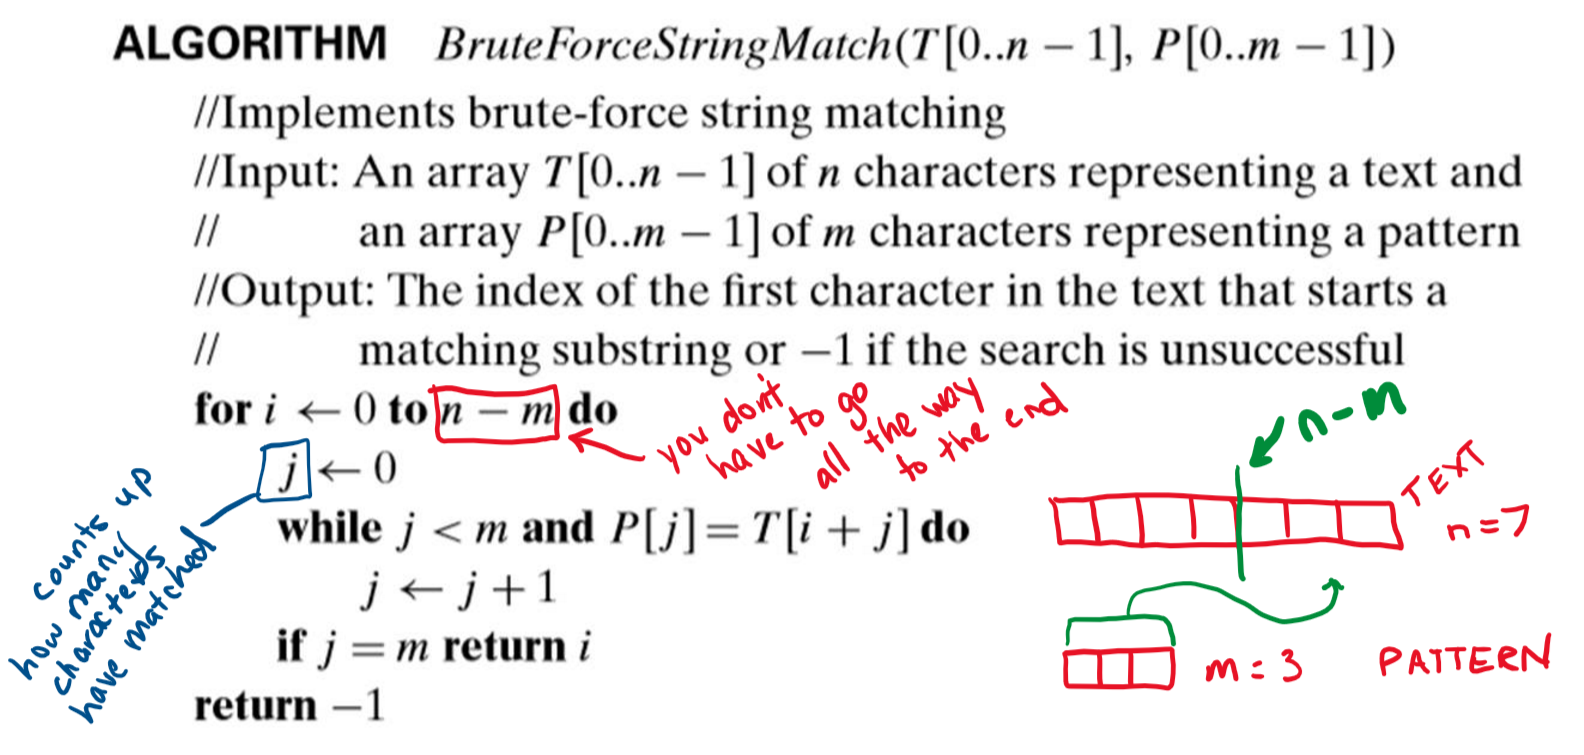 ALGORITHM BruteForceStringMatch(T[0..n − 1], P[0..m − 1])
//Implements brute-force string matching
//Input: An array T[0..n − 1] of n characters representing a text and
// an array P[0..m − 1] of m characters representing a pattern
//Output: The index of the first character in the text that starts a
// matching substring or −1 if the search is unsuccessful
for i ← 0 to n − m do
you don't
have to go
all the way
to the end
n-m
j ← 0
counts up
how many
characters
have matched
while j < m and P[j] = T[i + j] do
j ← j + 1
if j = m return i
return −1
TEXT
n=7
m=3 PATTERN